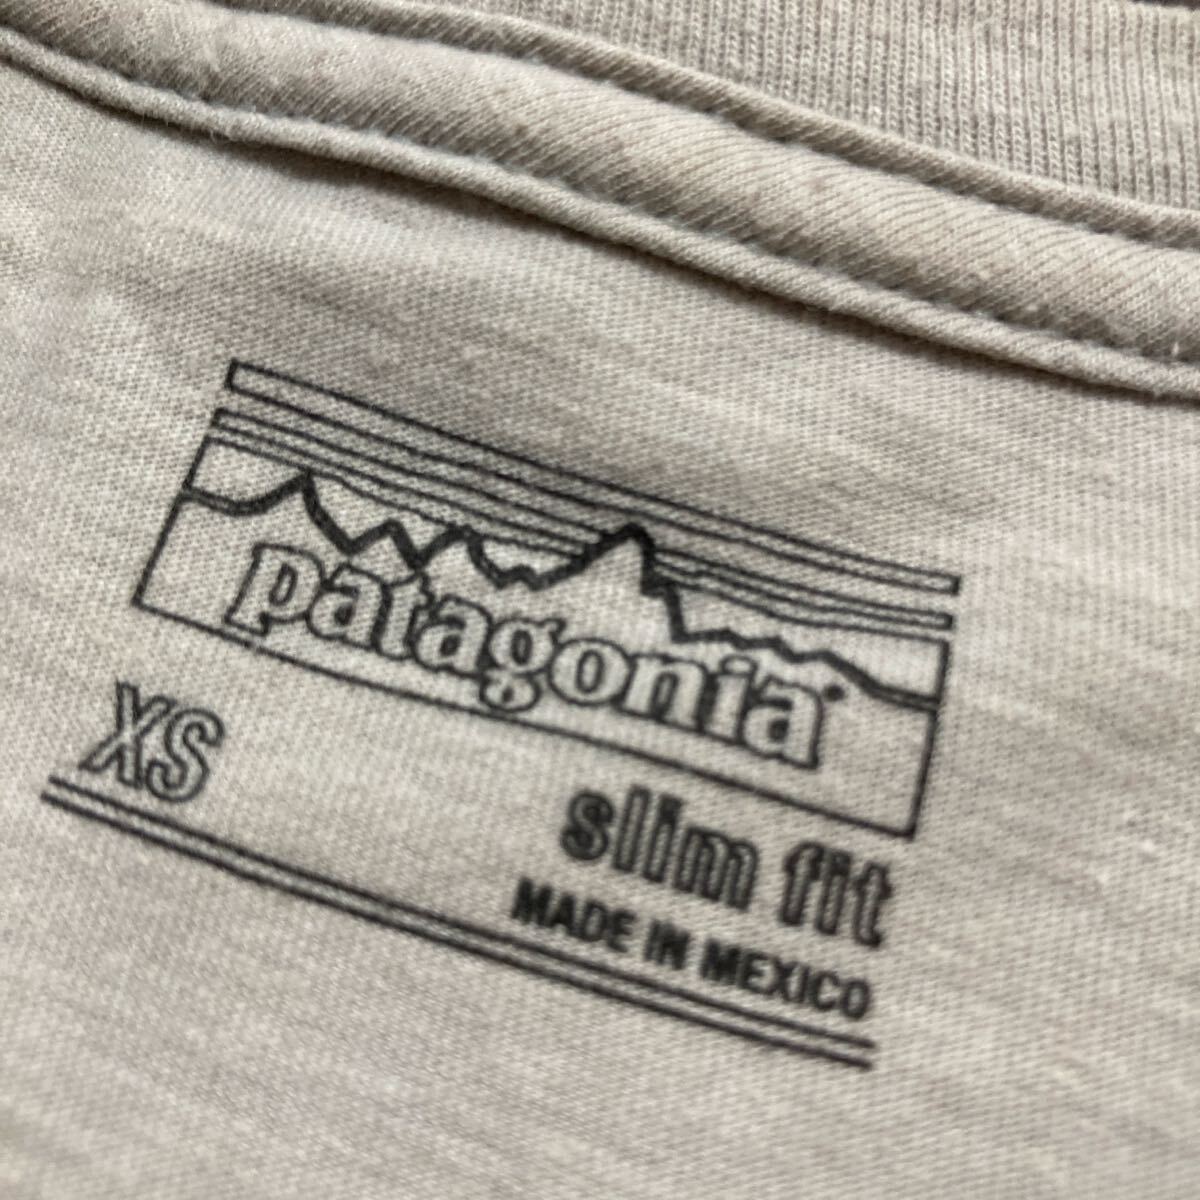 patagonia®
XS
slim fit
MADE IN MEXICO